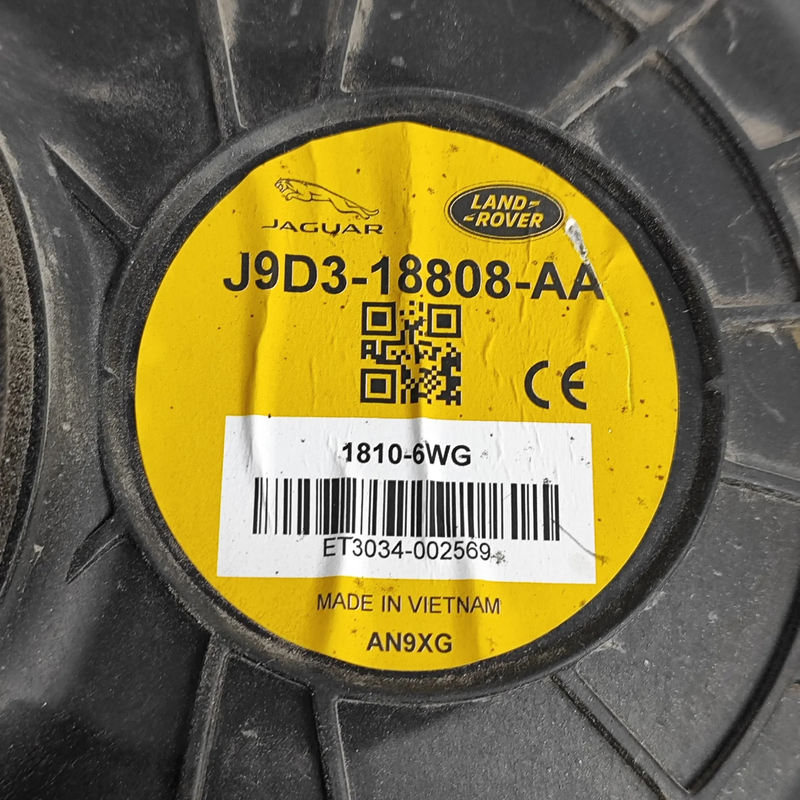 JAGUAR
LAND-
-ROVER
J9D3-18808-AA
CE
1810-6WG
ET3034-002569
MADE IN VIETNAM
AN9XG